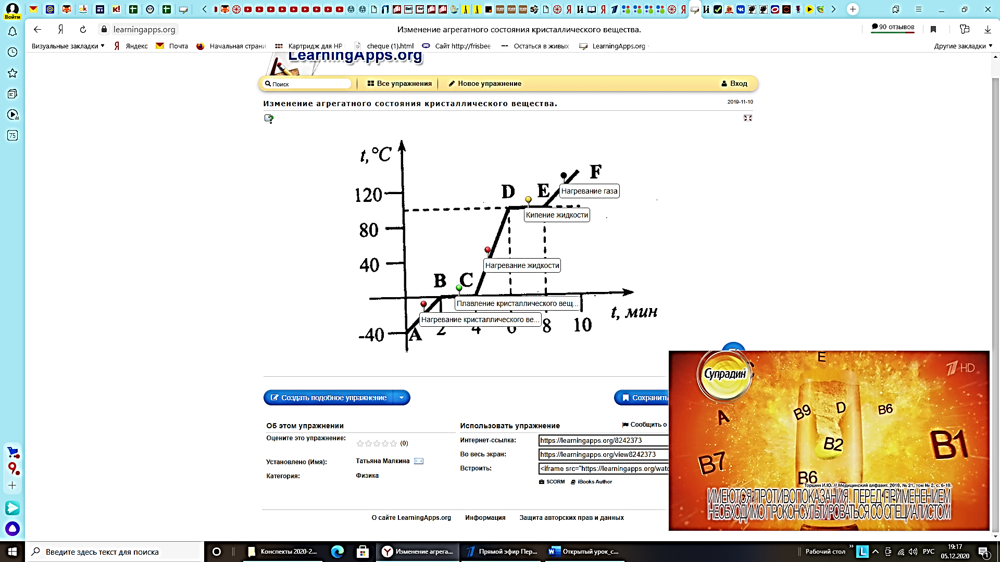 Войти
learningapps.org
Изменение агрегатного состояния кристаллического вещества.
90 отзывов
Визуальные закладки
Яндекс
Почта
Начальная страни
Картридж для HP
cheque (1).html
Сайт http://frisbee
Остаться в живых
LearningApps.org
Другие закладки
75
LearningApps.org
Поиск
Все упражнения
Новое упражнение
Вход
Изменение агрегатного состояния кристаллического вещества.
2019-11-10
t,°C
F
120
D
E
Нагревание газа
Кипение жидкости
80
40
Нагревание жидкости
B
C
Плавление кристаллического вещ...
Нагревание кристаллического ве...
t, мин
-40
A
2
4
6
8
10
Создать подобное упражнение
Сохранить
Об этом упражнении
Оцените это упражнение:
(0)
Установлено (Имя):
Татьяна Малкина
Категория:
Физика
Использовать упражнение
Сообщить о
Интернет-ссылка:
https://learningapps.org/8242373
Во весь экран:
https://learningapps.org/view8242373
Встроить:
<iframe src="https://learningapps.org/watc
SCORM
iBooks Author
О сайте LearningApps.org
Информация
Защита авторских прав и данных
Супрадин
E
HD
A
B9
D
B6
B2
B1
B7
B6
Торшин И.Ю. // Медицинский алфавит. 2018, № 21, том № 2, с. 6-19.
ИМЕЮТСЯ ПРОТИВОПОКАЗАНИЯ. ПЕРЕД ПРИМЕНЕНИЕМ
НЕОБХОДИМО ПРОКОНСУЛЬТИРОВАТЬСЯ СО СПЕЦИАЛИСТОМ
Введите здесь текст для поиска
Конспекты 2020-2...
Изменение агрега...
Прямой эфир Пер...
Открытый урок_с...
Рабочий стол
РУС
19:17
05.12.2020
1